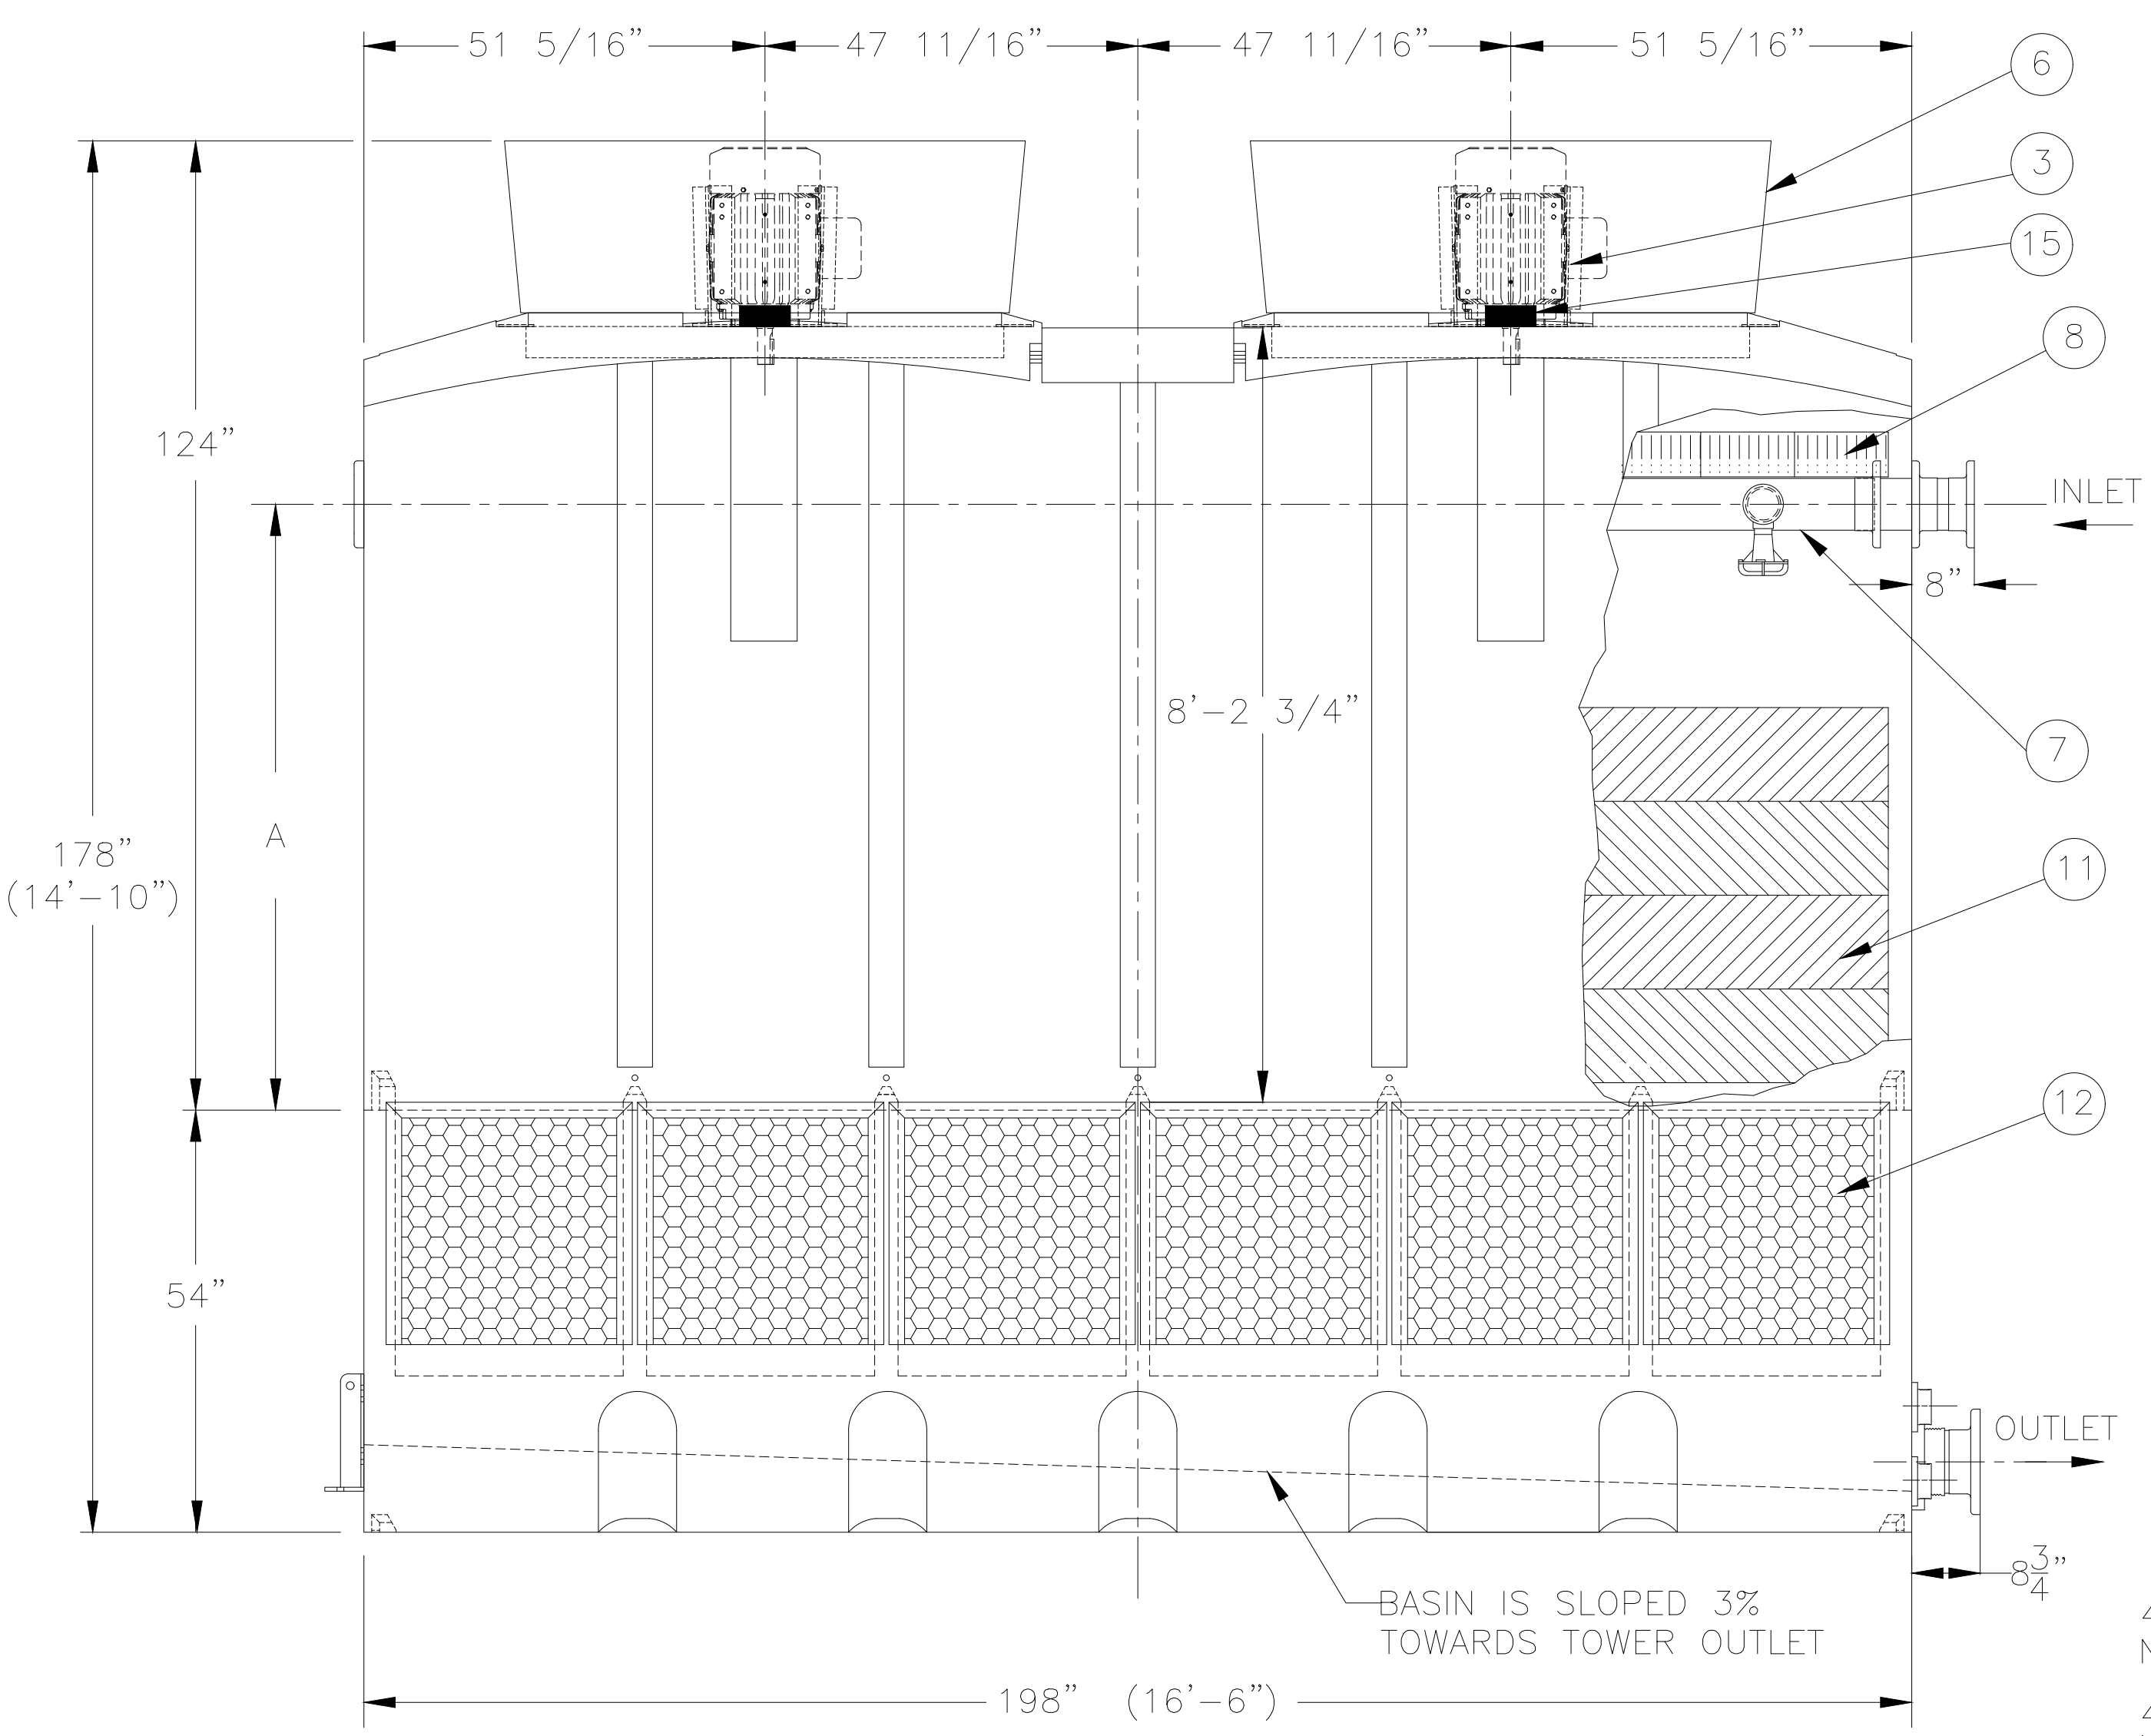 51 5/16" 47 11/16" 47 11/16" 51 5/16"
6
3
15
8
124"
INLET
8"
8'-2 3/4"
7
A
178"
(14'-10")
11
12
54"
OUTLET
8 3/4"
BASIN IS SLOPED 3%
TOWARDS TOWER OUTLET
198" (16'-6")